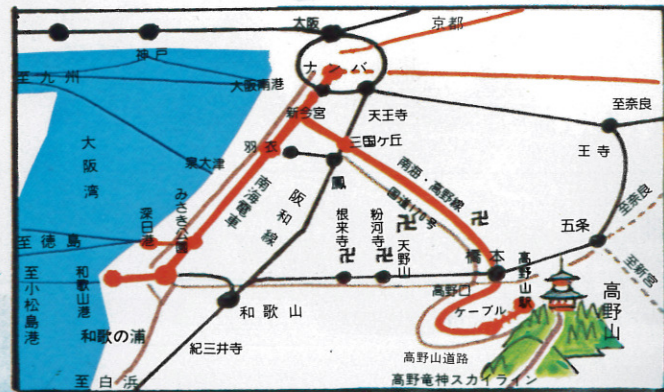 大阪
京都
神戸
ナンバ
至九州
大阪南港
天王寺
至奈良
新今宮
大阪湾
羽衣
三国ヶ丘
王寺
泉大津
鳳
南海・高野線
みさき公園
南海電車
阪和線
国道170号
至奈良
深日港
根来寺
粉河寺
天野山
五条
至徳島
橋本
高野山駅
至新宮
至小松島港
和歌山港
高野口
ケーブル
高野山
和歌山
和歌の浦
紀三井寺
高野山道路
至白浜
高野竜神スカイライン